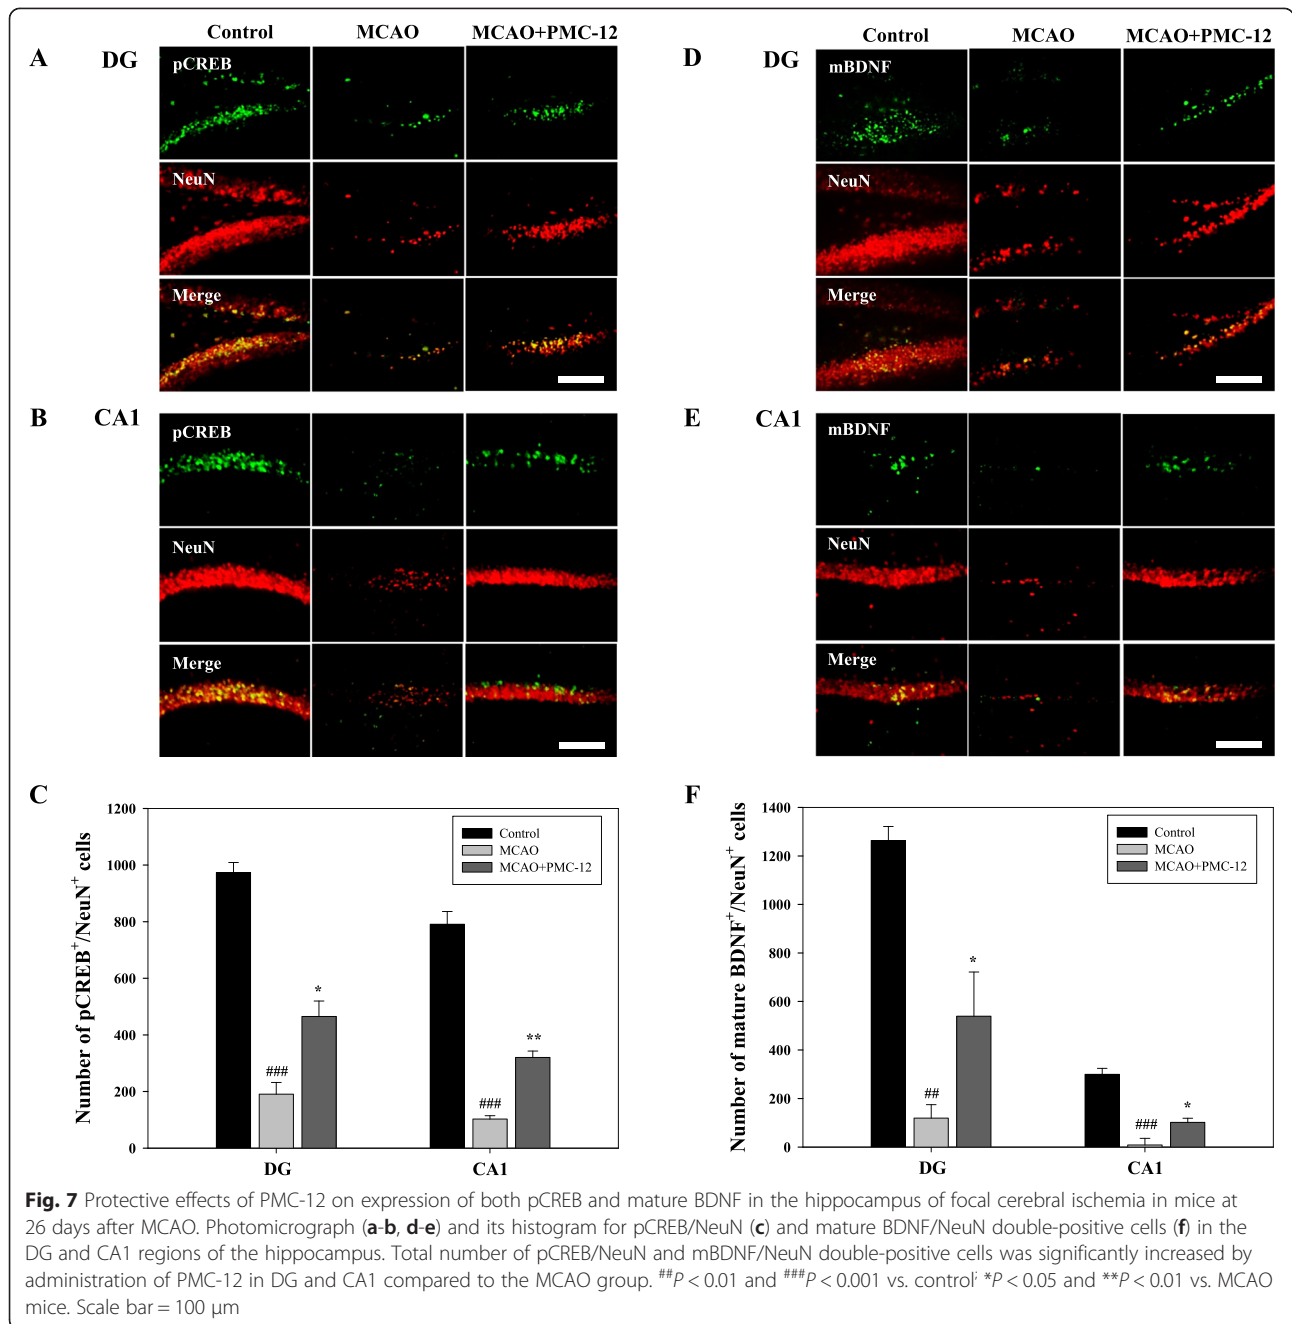 Control MCAO MCAO+PMC-12
A DG
pCREB
NeuN
Merge
B CA1
pCREB
NeuN
Merge
Control MCAO MCAO+PMC-12
D DG
mBDNF
NeuN
Merge
E CA1
mBDNF
NeuN
Merge
C
Number of pCREB+/NeuN+ cells
1200
1000
800
600
400
200
0
Control
MCAO
MCAO+PMC-12
###
*
###
**
DG CA1
F
Number of mature BDNF+/NeuN+ cells
1400
1200
1000
800
600
400
200
0
Control
MCAO
MCAO+PMC-12
##
*
###
*
DG CA1
Fig. 7 Protective effects of PMC-12 on expression of both pCREB and mature BDNF in the hippocampus of focal cerebral ischemia in mice at
26 days after MCAO. Photomicrograph (a-b, d-e) and its histogram for pCREB/NeuN (c) and mature BDNF/NeuN double-positive cells (f) in the
DG and CA1 regions of the hippocampus. Total number of pCREB/NeuN and mBDNF/NeuN double-positive cells was significantly increased by
administration of PMC-12 in DG and CA1 compared to the MCAO group. ##P < 0.01 and ###P < 0.001 vs. control; *P < 0.05 and **P < 0.01 vs. MCAO
mice. Scale bar = 100 μm